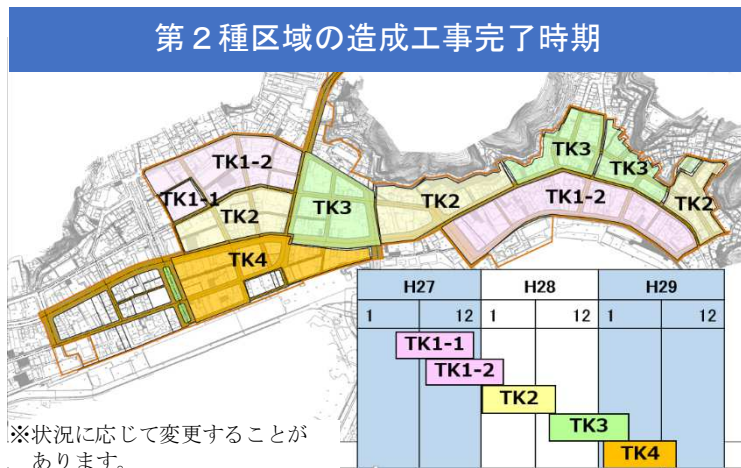 第２種区域の造成工事完了時期
TK1-2
TK3
TK3
TK1-1
TK2
TK3
TK2
TK1-2
TK2
TK4
H27 H28 H29
1 12 1 12 1 12
TK1-1
TK1-2
TK2
TK3
TK4
※状況に応じて変更することが
あります。